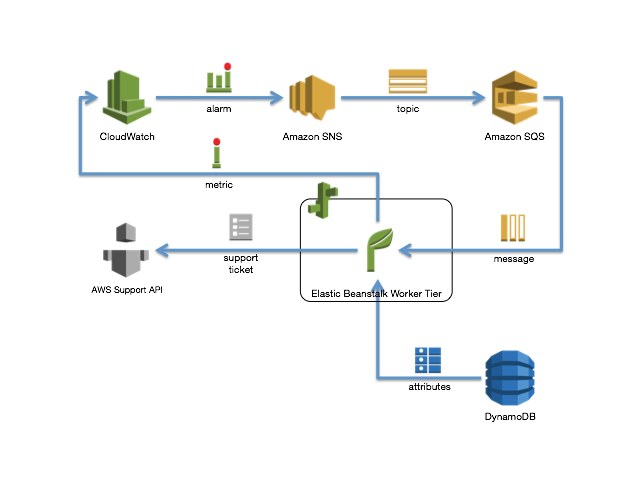 alarm
topic
CloudWatch
Amazon SNS
Amazon SQS
metric
support
ticket
message
AWS Support API
Elastic Beanstalk Worker Tier
attributes
DynamoDB